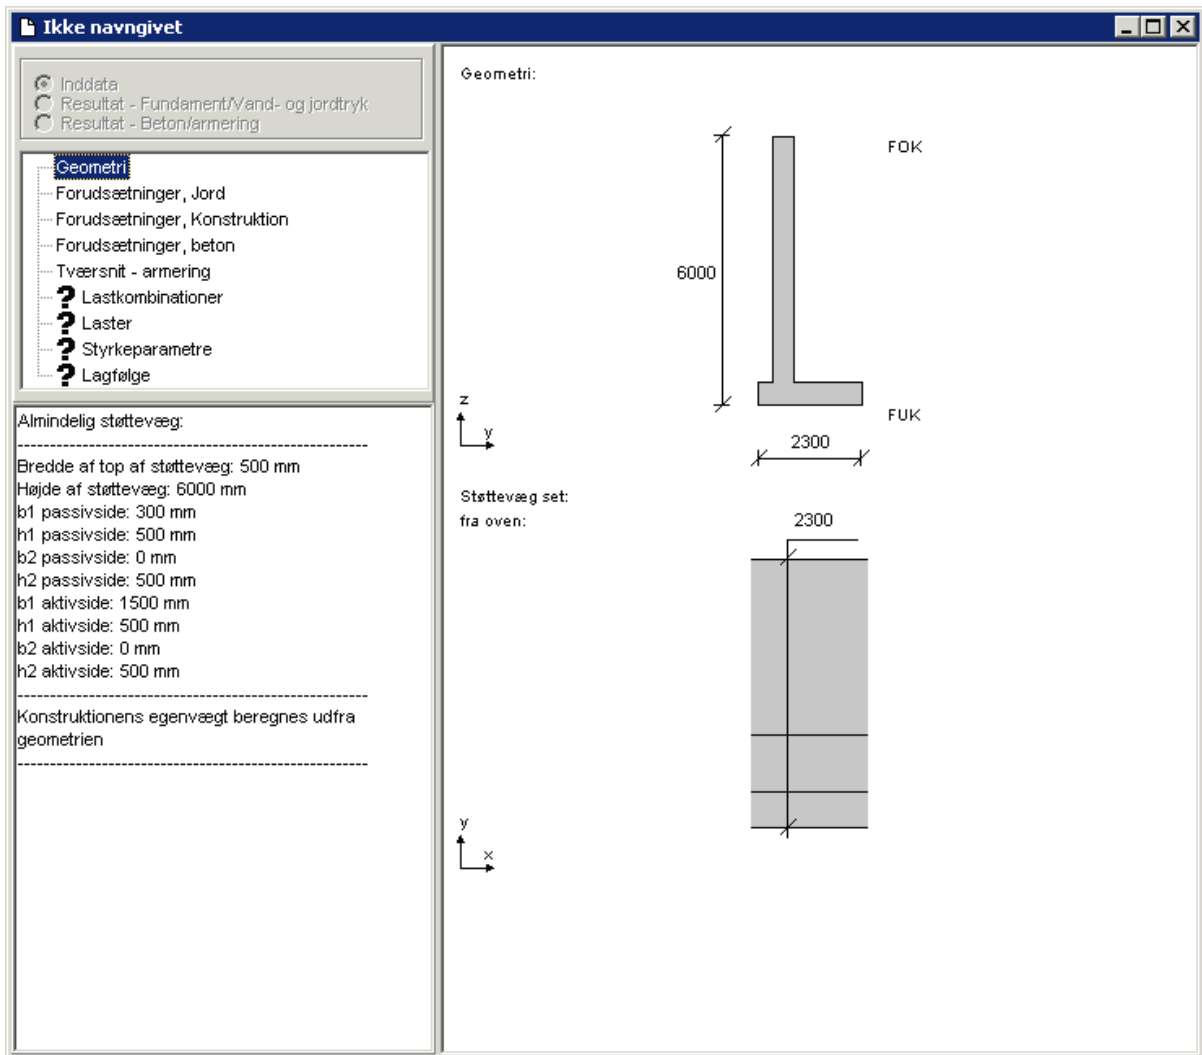 Ikke navngivet
Inddata
Resultat - Fundament/Vand- og jordtryk
Resultat - Beton/armering
Geometri
Forudsætninger, Jord
Forudsætninger, Konstruktion
Forudsætninger, beton
Tværsnit - armering
? Lastkombinationer
? Laster
? Styrkeparametre
? Lagfølge
Almindelig støttevæg:
------------------------------------------------------
Bredde af top af støttevæg: 500 mm
Højde af støttevæg: 6000 mm
b1 passivside: 300 mm
h1 passivside: 500 mm
b2 passivside: 0 mm
h2 passivside: 500 mm
b1 aktivside: 1500 mm
h1 aktivside: 500 mm
b2 aktivside: 0 mm
h2 aktivside: 500 mm
------------------------------------------------------
Konstruktionens egenvægt beregnes udfra
geometrien
------------------------------------------------------
Geometri:
FOK
6000
z
y
FUK
2300
Støttevæg set:
fra oven:
2300
y
x